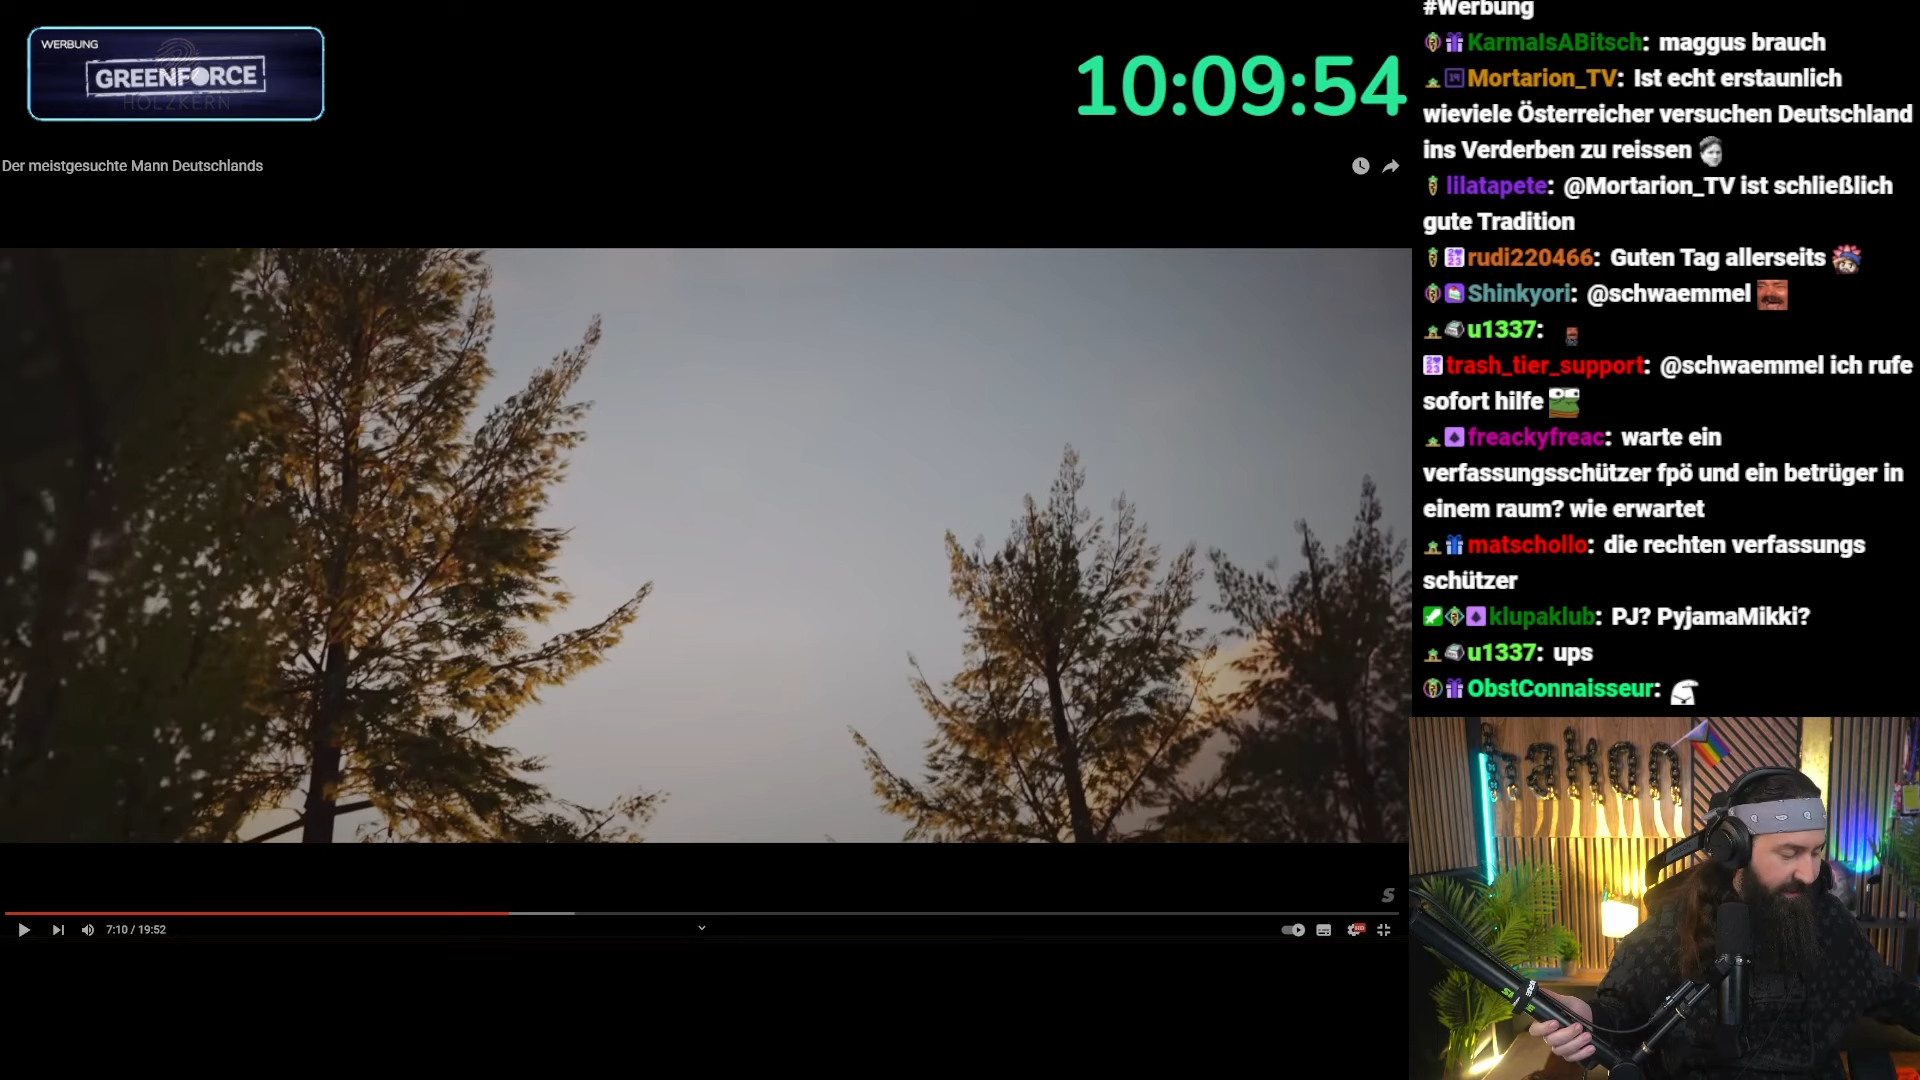 WERBUNG
GREENFORCE
HOLZKERN
10:09:54
Der meistgesuchte Mann Deutschlands
7:10 / 19:52
#Werbung
KarmaIsABitsch: maggus brauch
Mortarion_TV: Ist echt erstaunlich
wieviele Österreicher versuchen Deutschland
ins Verderben zu reissen
lilatapete: @Mortarion_TV ist schließlich
gute Tradition
rudi220466: Guten Tag allerseits
Shinkyori: @schwaemmel
u1337:
trash_tier_support: @schwaemmel ich rufe
sofort hilfe
freackyfreac: warte ein
verfassungsschützer fpö und ein betrüger in
einem raum? wie erwartet
matschollo: die rechten verfassungs
schützer
klupaklub: PJ? PyjamaMikki?
u1337: ups
ObstConnaisseur: